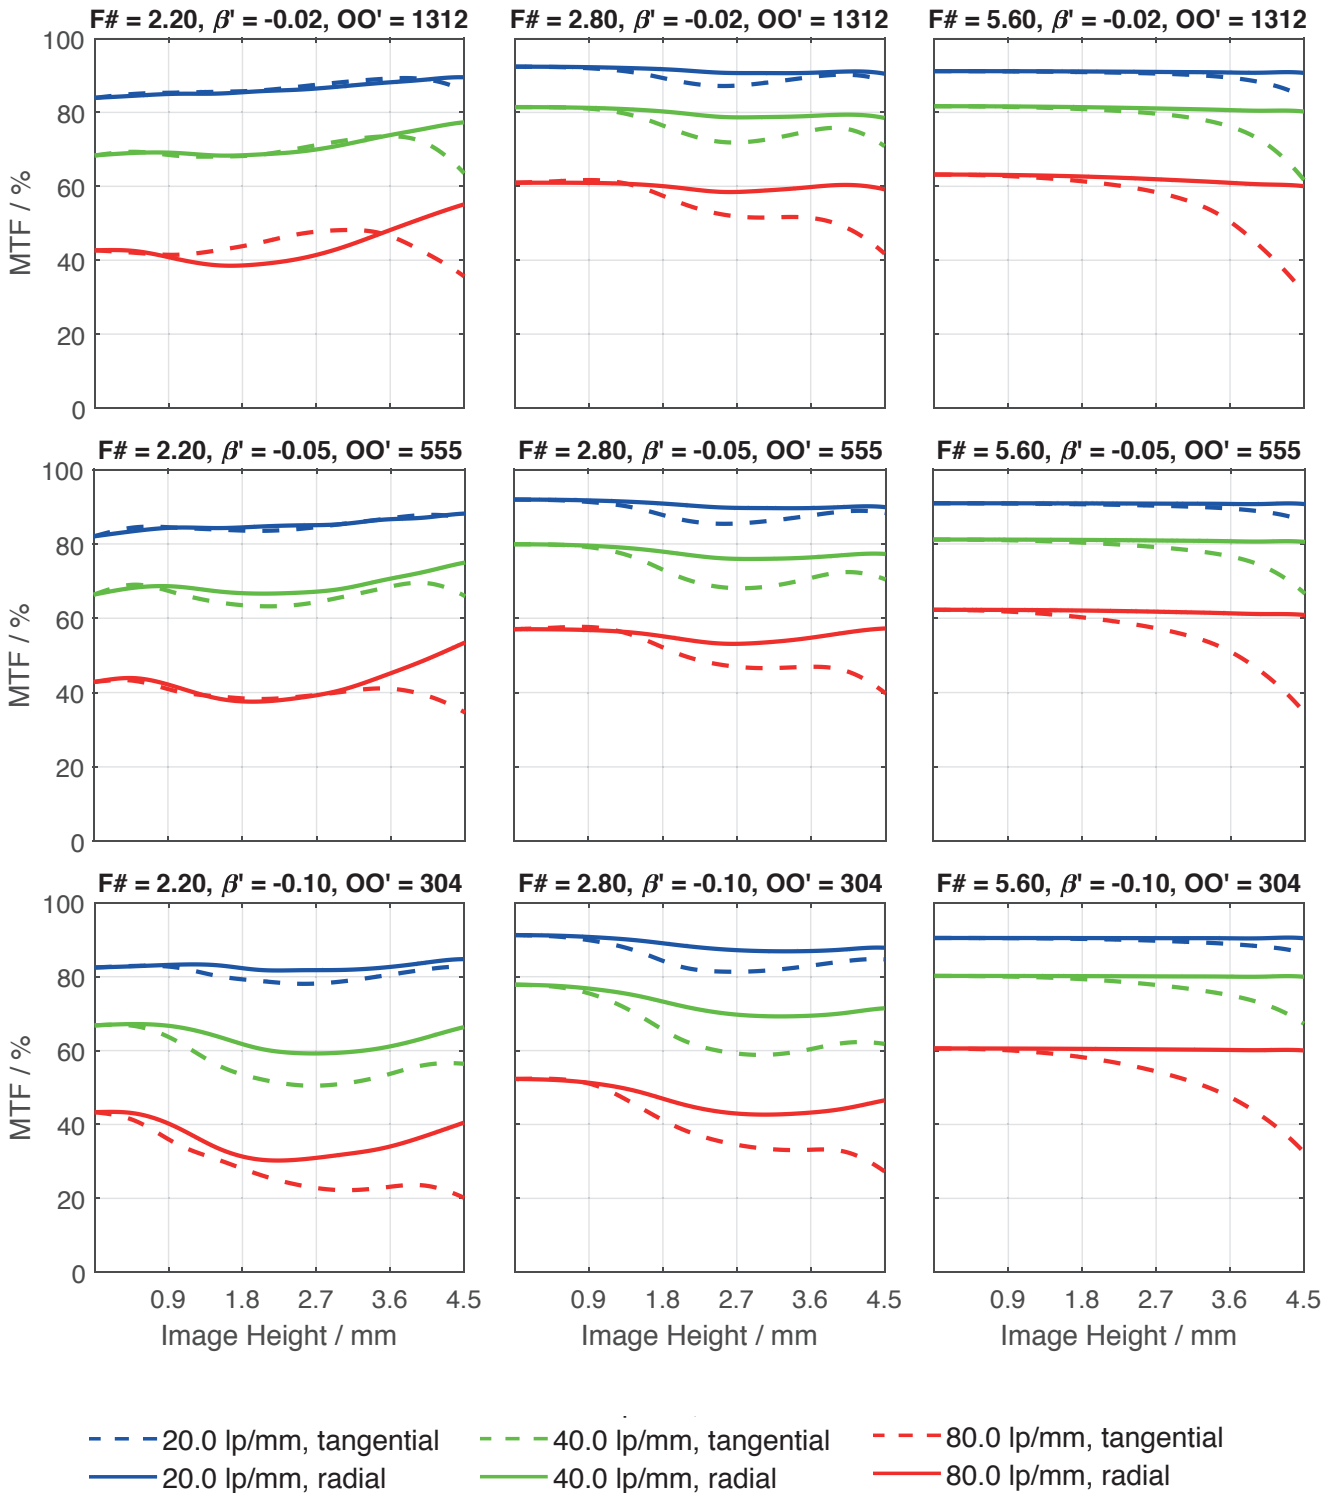 F# = 2.20, β' = -0.02, OO' = 1312
F# = 2.80, β' = -0.02, OO' = 1312
F# = 5.60, β' = -0.02, OO' = 1312
100
80
60
40
20
0
MTF / %
F# = 2.20, β' = -0.05, OO' = 555
F# = 2.80, β' = -0.05, OO' = 555
F# = 5.60, β' = -0.05, OO' = 555
100
80
60
40
20
0
MTF / %
F# = 2.20, β' = -0.10, OO' = 304
F# = 2.80, β' = -0.10, OO' = 304
F# = 5.60, β' = -0.10, OO' = 304
100
80
60
40
20
0
MTF / %
0.9 1.8 2.7 3.6 4.5
0.9 1.8 2.7 3.6 4.5
0.9 1.8 2.7 3.6 4.5
Image Height / mm
Image Height / mm
Image Height / mm
20.0 lp/mm, tangential
40.0 lp/mm, tangential
80.0 lp/mm, tangential
20.0 lp/mm, radial
40.0 lp/mm, radial
80.0 lp/mm, radial